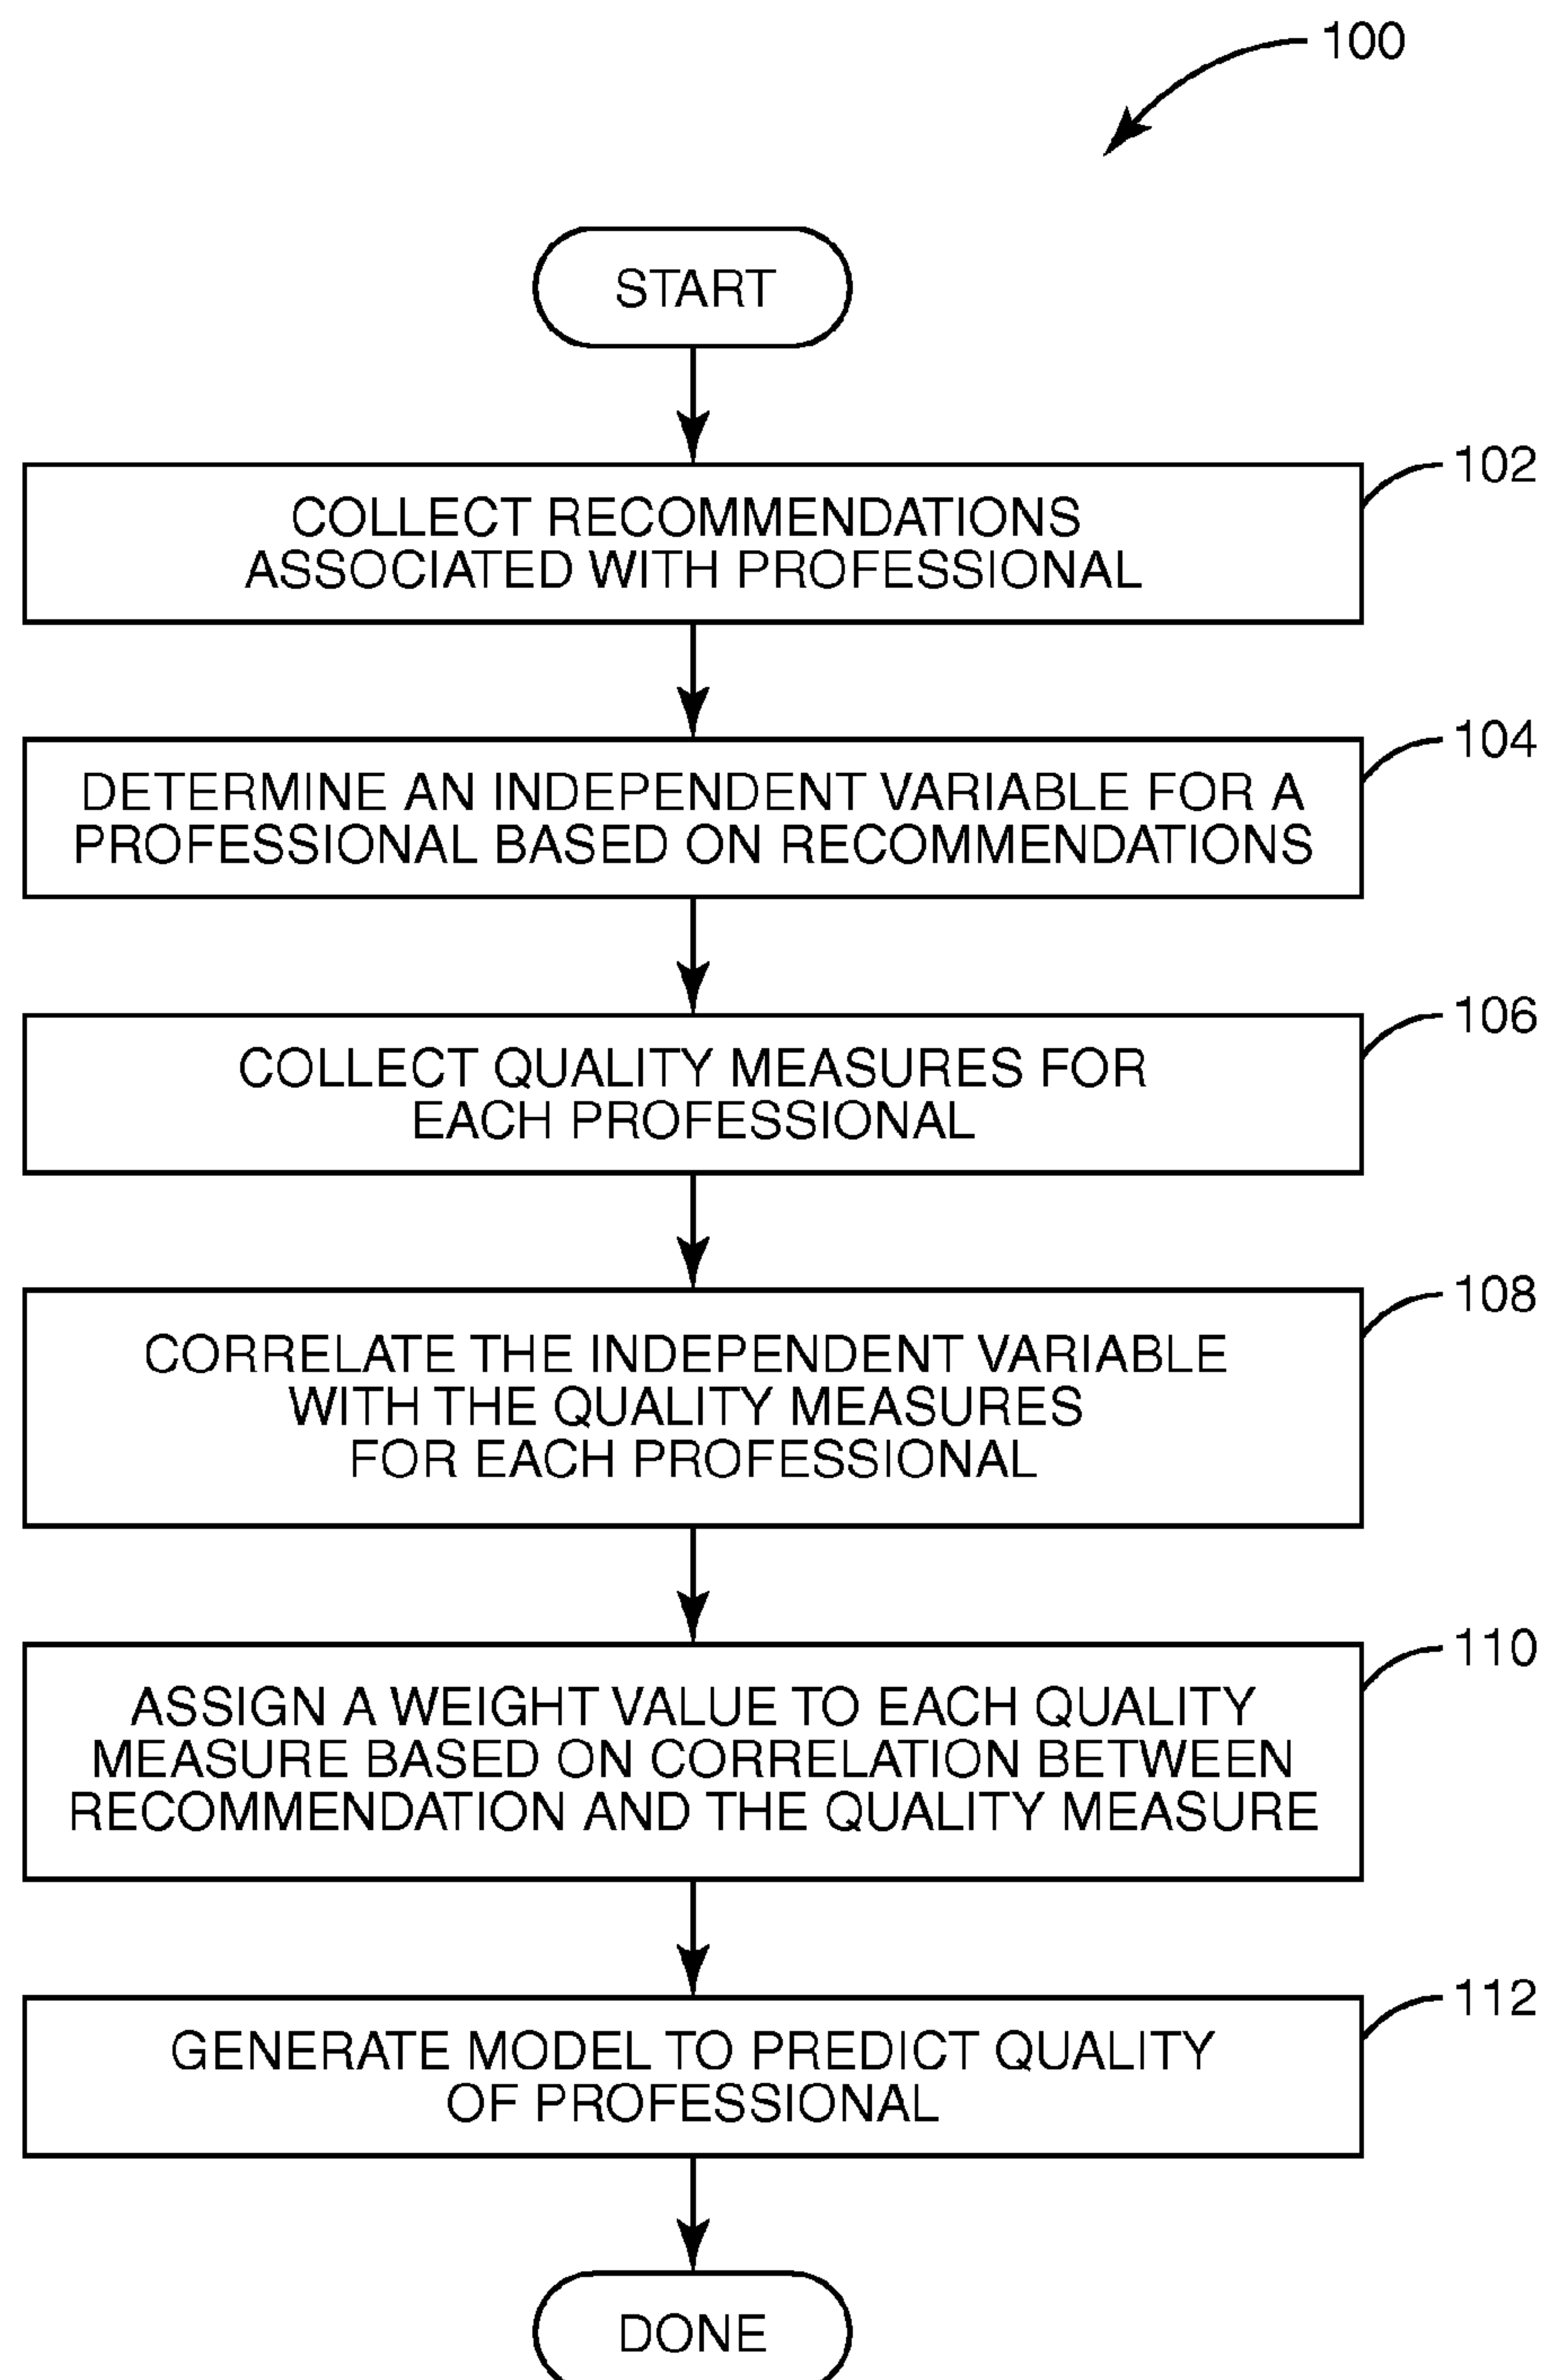 100
START
102
COLLECT RECOMMENDATIONS
ASSOCIATED WITH PROFESSIONAL
104
DETERMINE AN INDEPENDENT VARIABLE FOR A
PROFESSIONAL BASED ON RECOMMENDATIONS
106
COLLECT QUALITY MEASURES FOR
EACH PROFESSIONAL
108
CORRELATE THE INDEPENDENT VARIABLE
WITH THE QUALITY MEASURES
FOR EACH PROFESSIONAL
110
ASSIGN A WEIGHT VALUE TO EACH QUALITY
MEASURE BASED ON CORRELATION BETWEEN
RECOMMENDATION AND THE QUALITY MEASURE
112
GENERATE MODEL TO PREDICT QUALITY
OF PROFESSIONAL
DONE